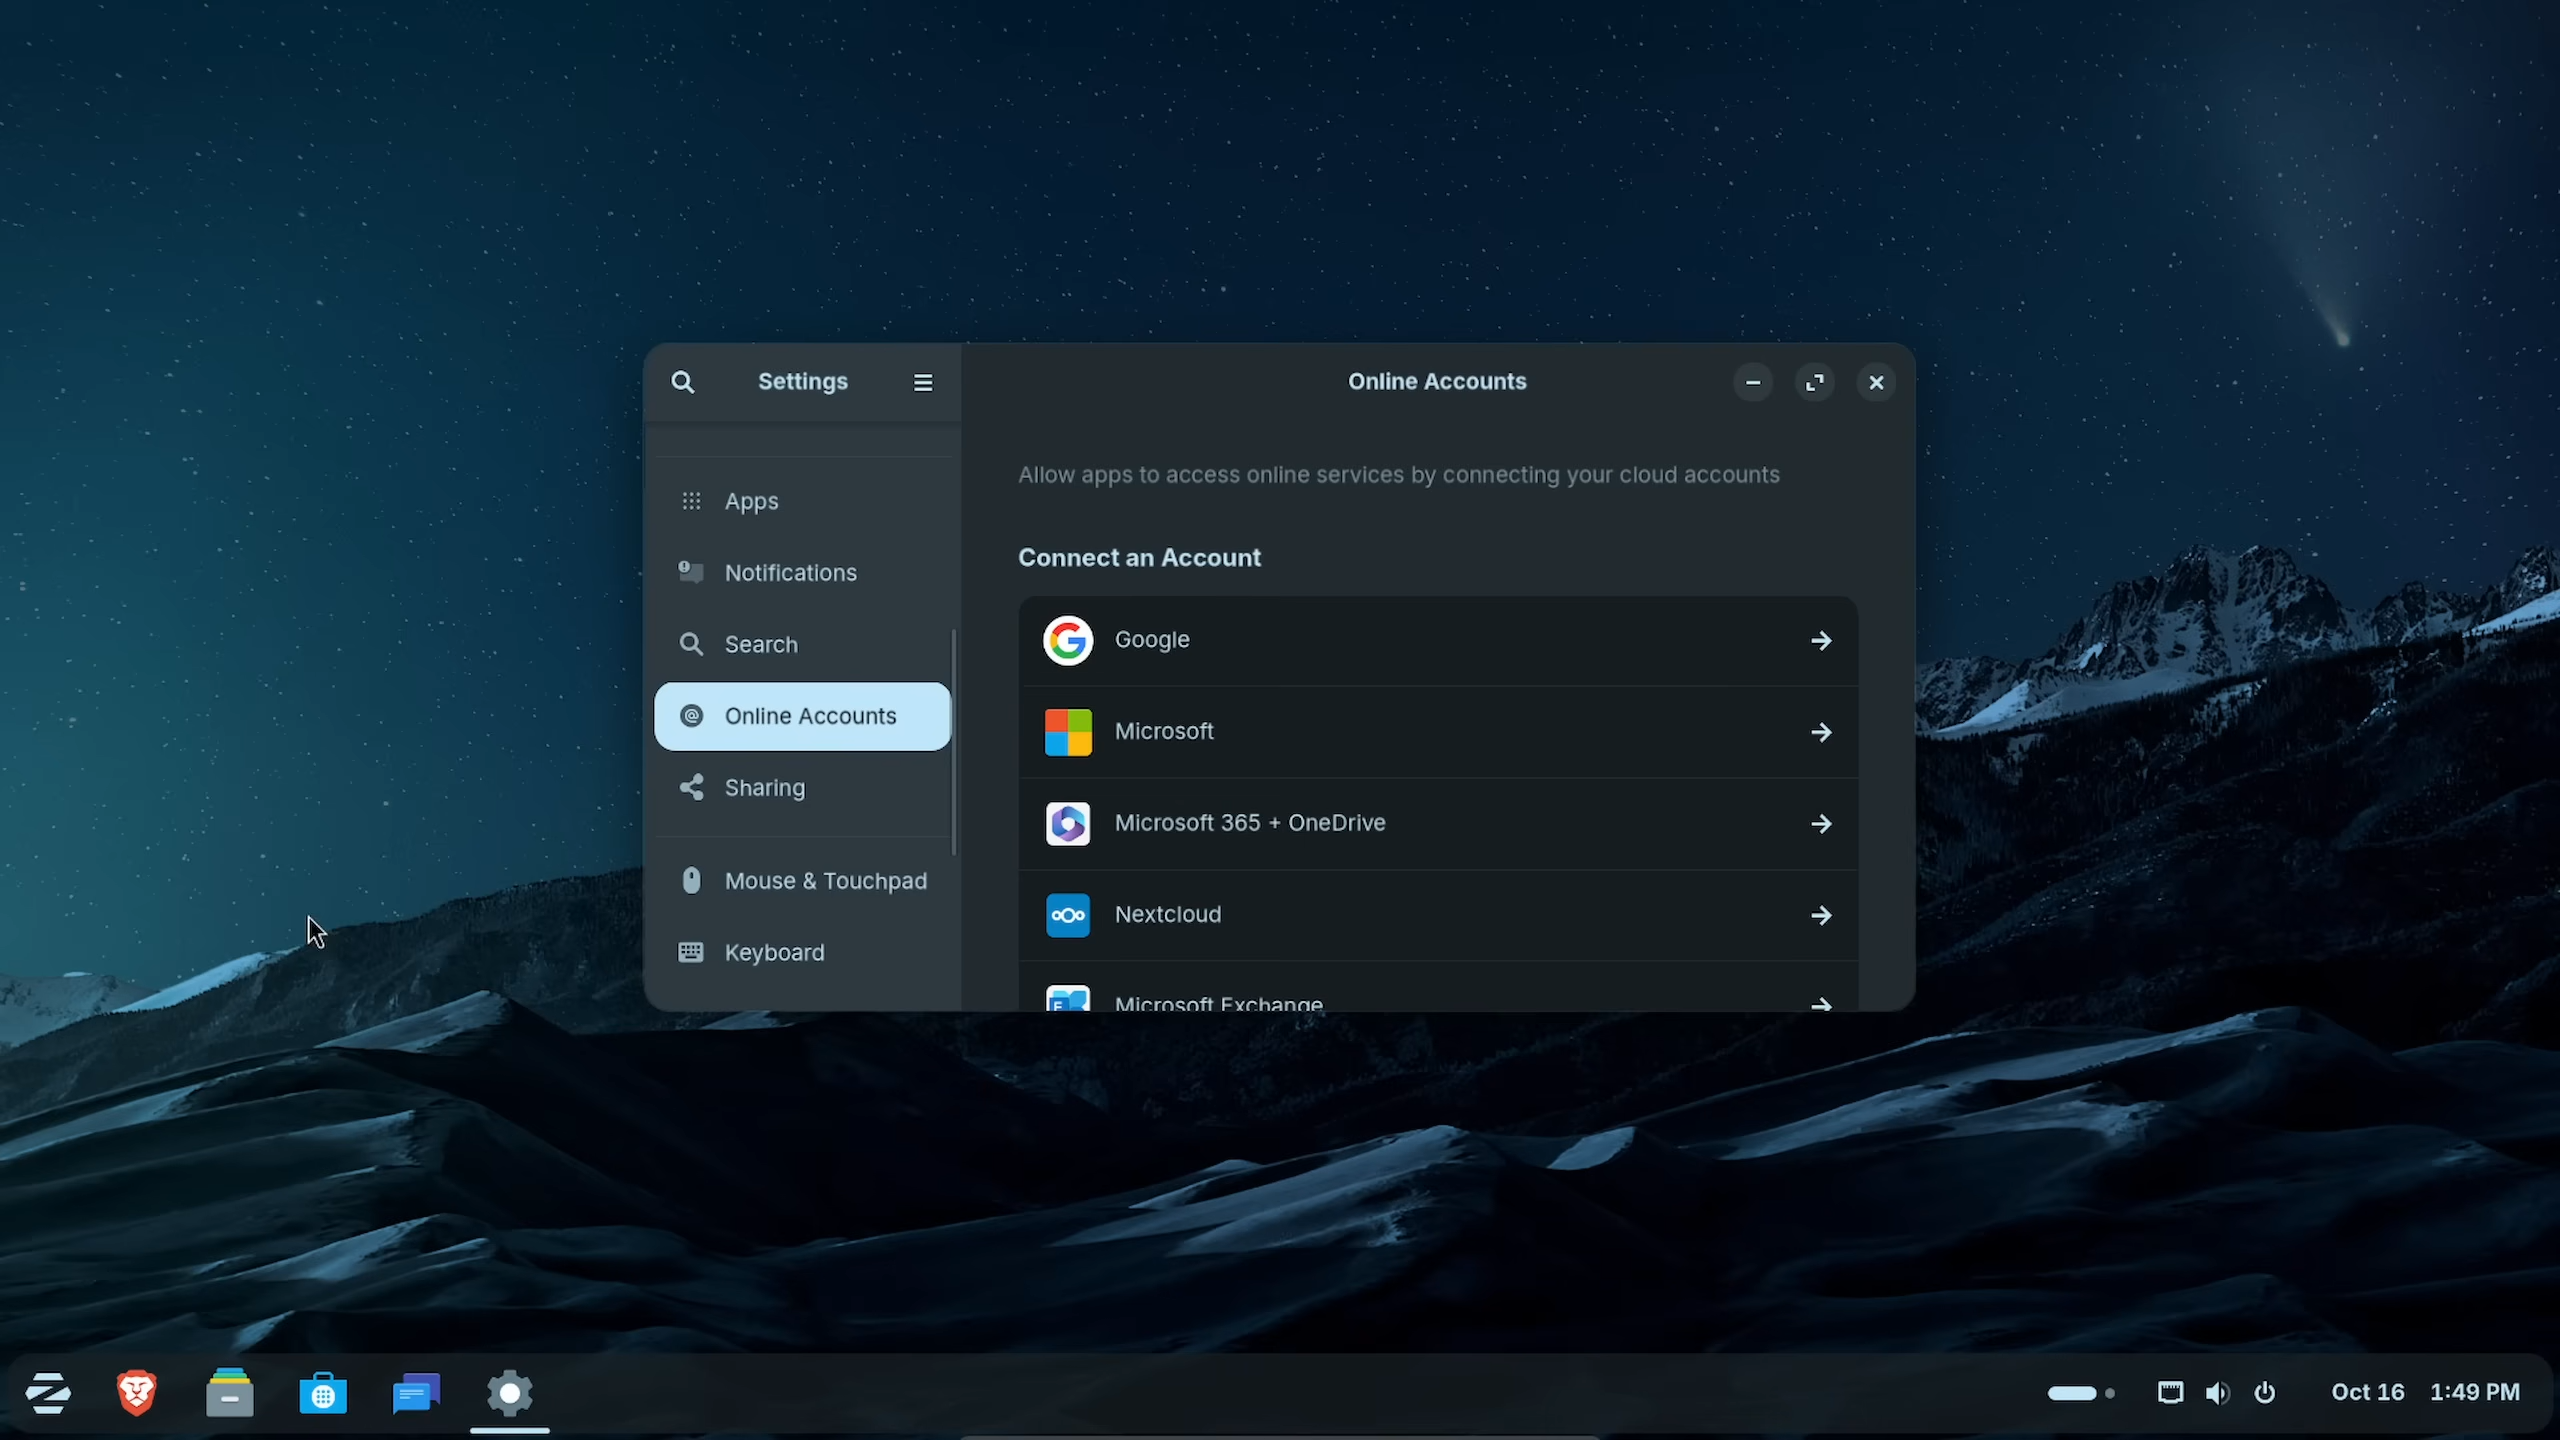 Settings
Online Accounts
Apps
Notifications
Search
Online Accounts
Sharing
Mouse & Touchpad
Keyboard
Allow apps to access online services by connecting your cloud accounts
Connect an Account
Google
Microsoft
Microsoft 365 + OneDrive
Nextcloud
Microsoft Exchange
Oct 16 1:49 PM